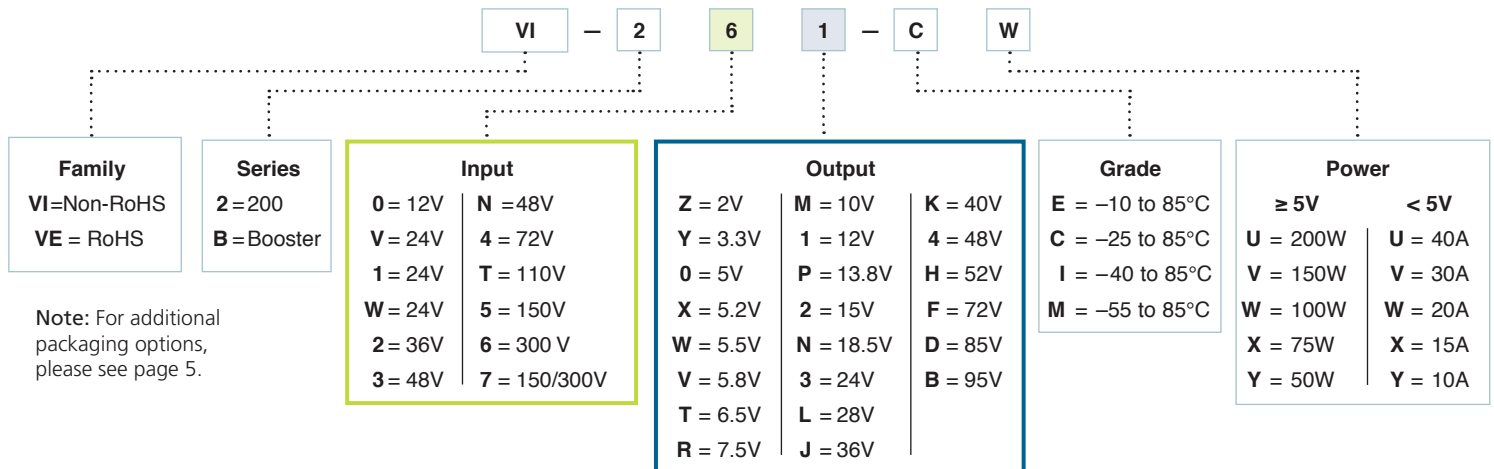 VI – 2 6 1 – C W
Family
VI=Non-RoHS
VE = RoHS
Series
2=200
B=Booster
Input
0 = 12V
V = 24V
1 = 24V
W = 24V
2 = 36V
3 = 48V
N =48V
4 = 72V
T = 110V
5 = 150V
6 = 300 V
7 = 150/300V
Output
Z = 2V
Y = 3.3V
0 = 5V
X = 5.2V
W = 5.5V
V = 5.8V
T = 6.5V
R = 7.5V
M = 10V
1 = 12V
P = 13.8V
2 = 15V
N = 18.5V
3 = 24V
L = 28V
J = 36V
K = 40V
4 = 48V
H = 52V
F = 72V
D = 85V
B = 95V
Grade
E = –10 to 85°C
C = –25 to 85°C
I = –40 to 85°C
M = –55 to 85°C
Power
≥ 5V
U = 200W
V = 150W
W = 100W
X = 75W
Y = 50W
< 5V
U = 40A
V = 30A
W = 20A
X = 15A
Y = 10A
Note: For additional
packaging options,
please see page 5.